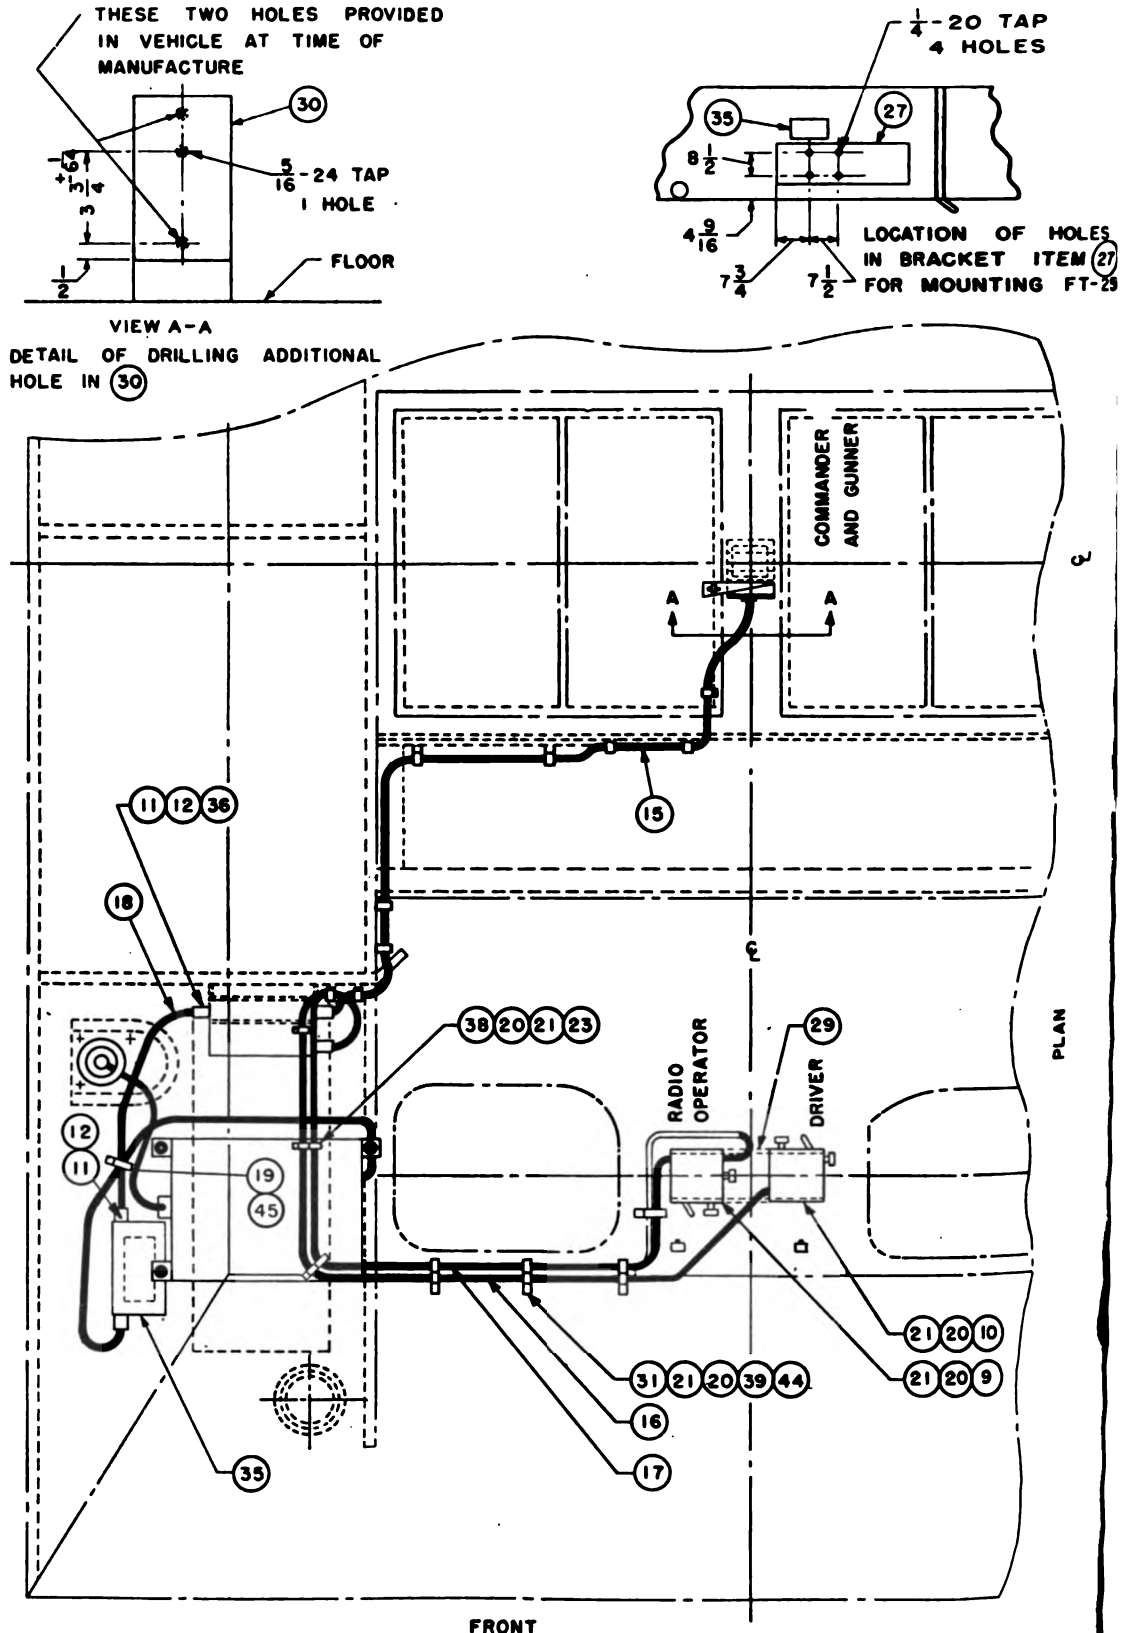 THESE TWO HOLES PROVIDED
IN VEHICLE AT TIME OF
MANUFACTURE
30
5/16-24 TAP
1 HOLE
3 3/4 ± 1/64
1/2
FLOOR
VIEW A-A
DETAIL OF DRILLING ADDITIONAL
HOLE IN 30
1/4-20 TAP
4 HOLES
35
27
8 1/2
4 9/16
7 3/4
7 1/2
LOCATION OF HOLES
IN BRACKET ITEM 27
FOR MOUNTING FT-25
COMMANDER
AND GUNNER
℄
A
A
15
11 12 36
18
℄
38 20 21 23
RADIO
OPERATOR
29
DRIVER
PLAN
12
11
19
45
21 20 10
21 20 9
31 21 20 39 44
16
17
35
FRONT